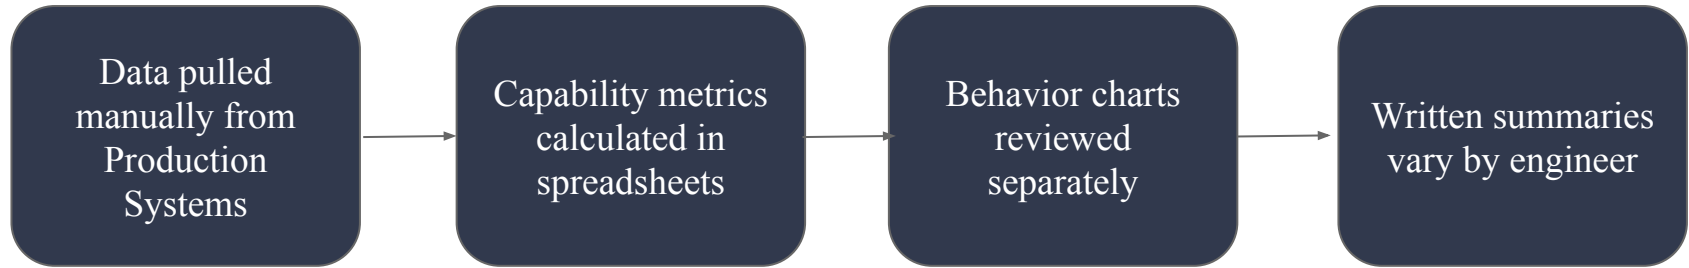 Data pulled
manually from
Production
Systems
Capability metrics
calculated in
spreadsheets
Behavior charts
reviewed
separately
Written summaries
vary by engineer